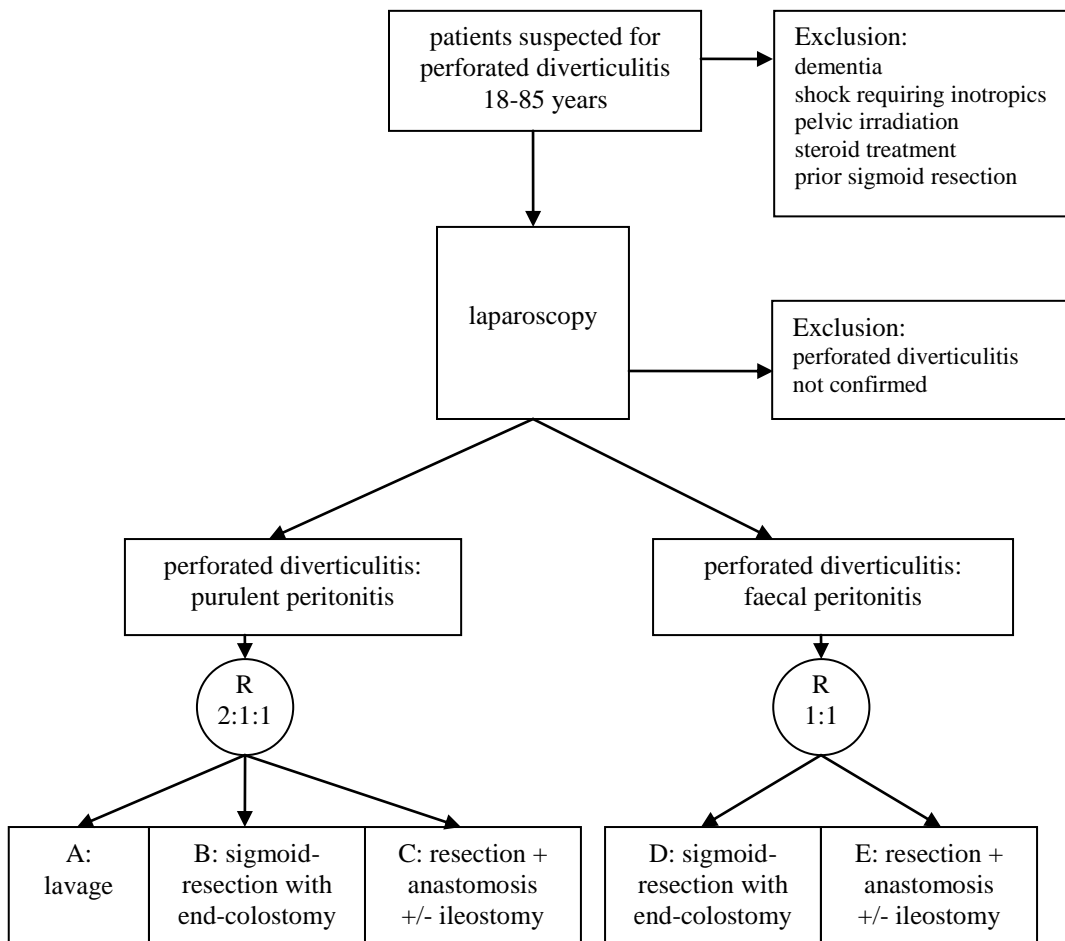 patients suspected for
perforated diverticulitis
18-85 years
Exclusion:
dementia
shock requiring inotropics
pelvic irradiation
steroid treatment
prior sigmoid resection
laparoscopy
Exclusion:
perforated diverticulitis
not confirmed
perforated diverticulitis:
purulent peritonitis
perforated diverticulitis:
faecal peritonitis
R
2:1:1
R
1:1
A:
lavage
B: sigmoid-
resection with
end-colostomy
C: resection +
anastomosis
+/- ileostomy
D: sigmoid-
resection with
end-colostomy
E: resection +
anastomosis
+/- ileostomy